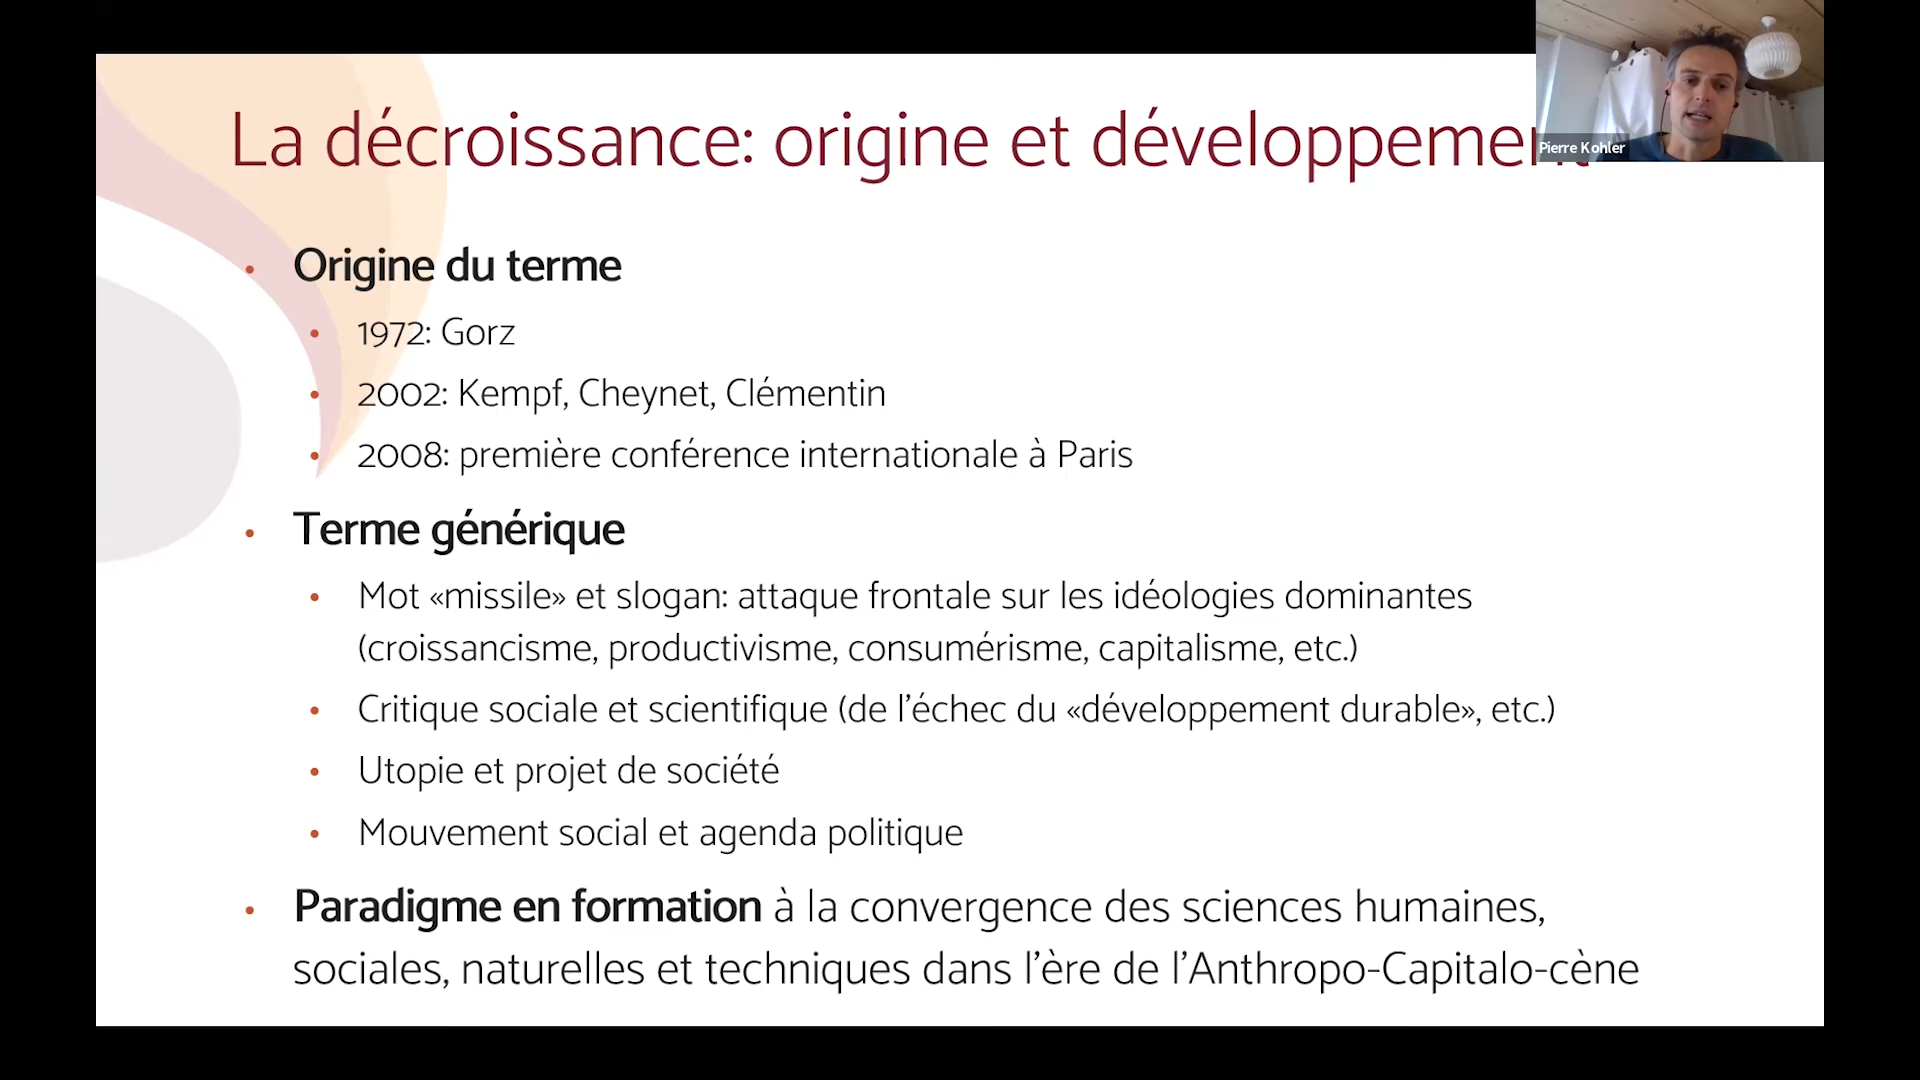 La décroissance: origine et développement
Pierre Kohler
• Origine du terme
• 1972: Gorz
• 2002: Kempf, Cheynet, Clémentin
• 2008: première conférence internationale à Paris
• Terme générique
• Mot «missile» et slogan: attaque frontale sur les idéologies dominantes
(croissancisme, productivisme, consumérisme, capitalisme, etc.)
• Critique sociale et scientifique (de l’échec du «développement durable», etc.)
• Utopie et projet de société
• Mouvement social et agenda politique
• Paradigme en formation à la convergence des sciences humaines,
sociales, naturelles et techniques dans l’ère de l’Anthropo-Capitalo-cène